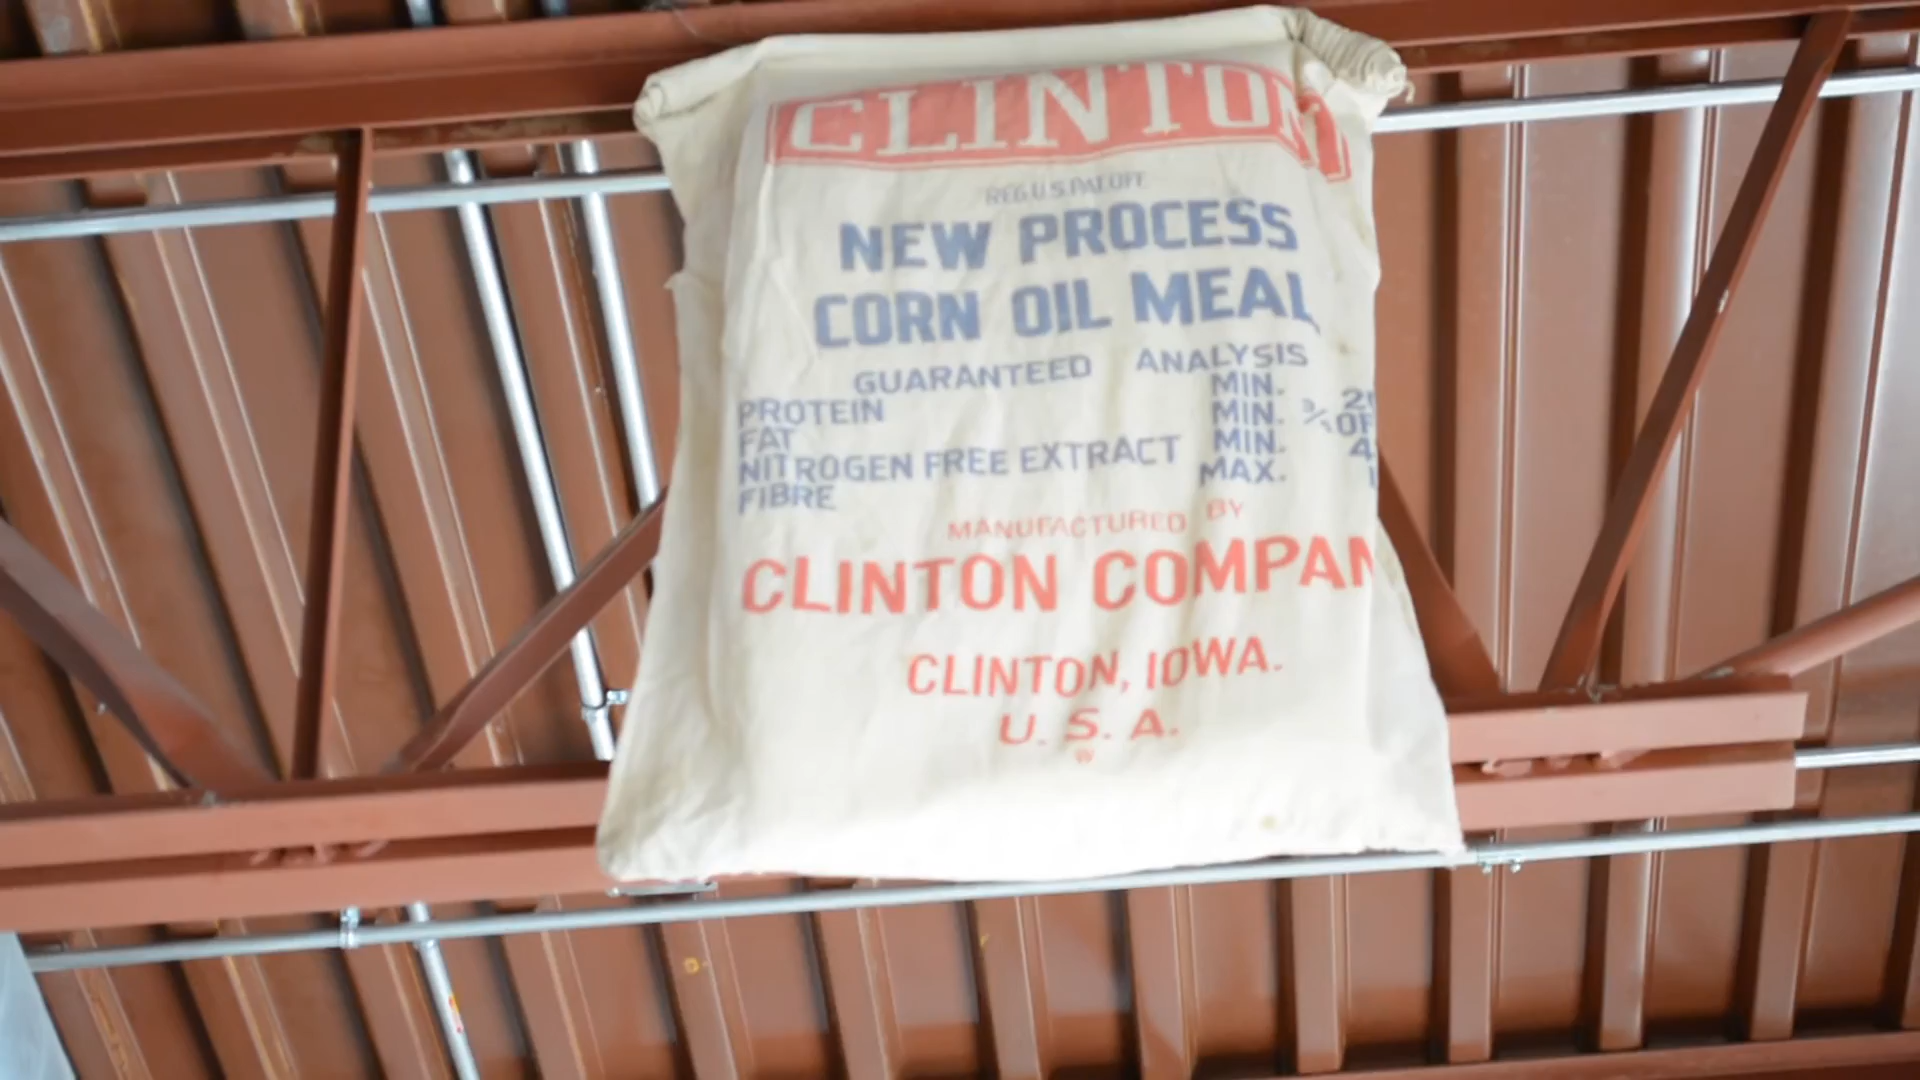 CLINTON
REG.U.S.PAT.OFF.
NEW PROCESS
CORN OIL MEAL
GUARANTEED ANALYSIS
PROTEIN MIN.
FAT MIN.
NITROGEN FREE EXTRACT MIN.
FIBRE MAX.
MANUFACTURED BY
CLINTON COMPAN
CLINTON, IOWA.
U. S. A.